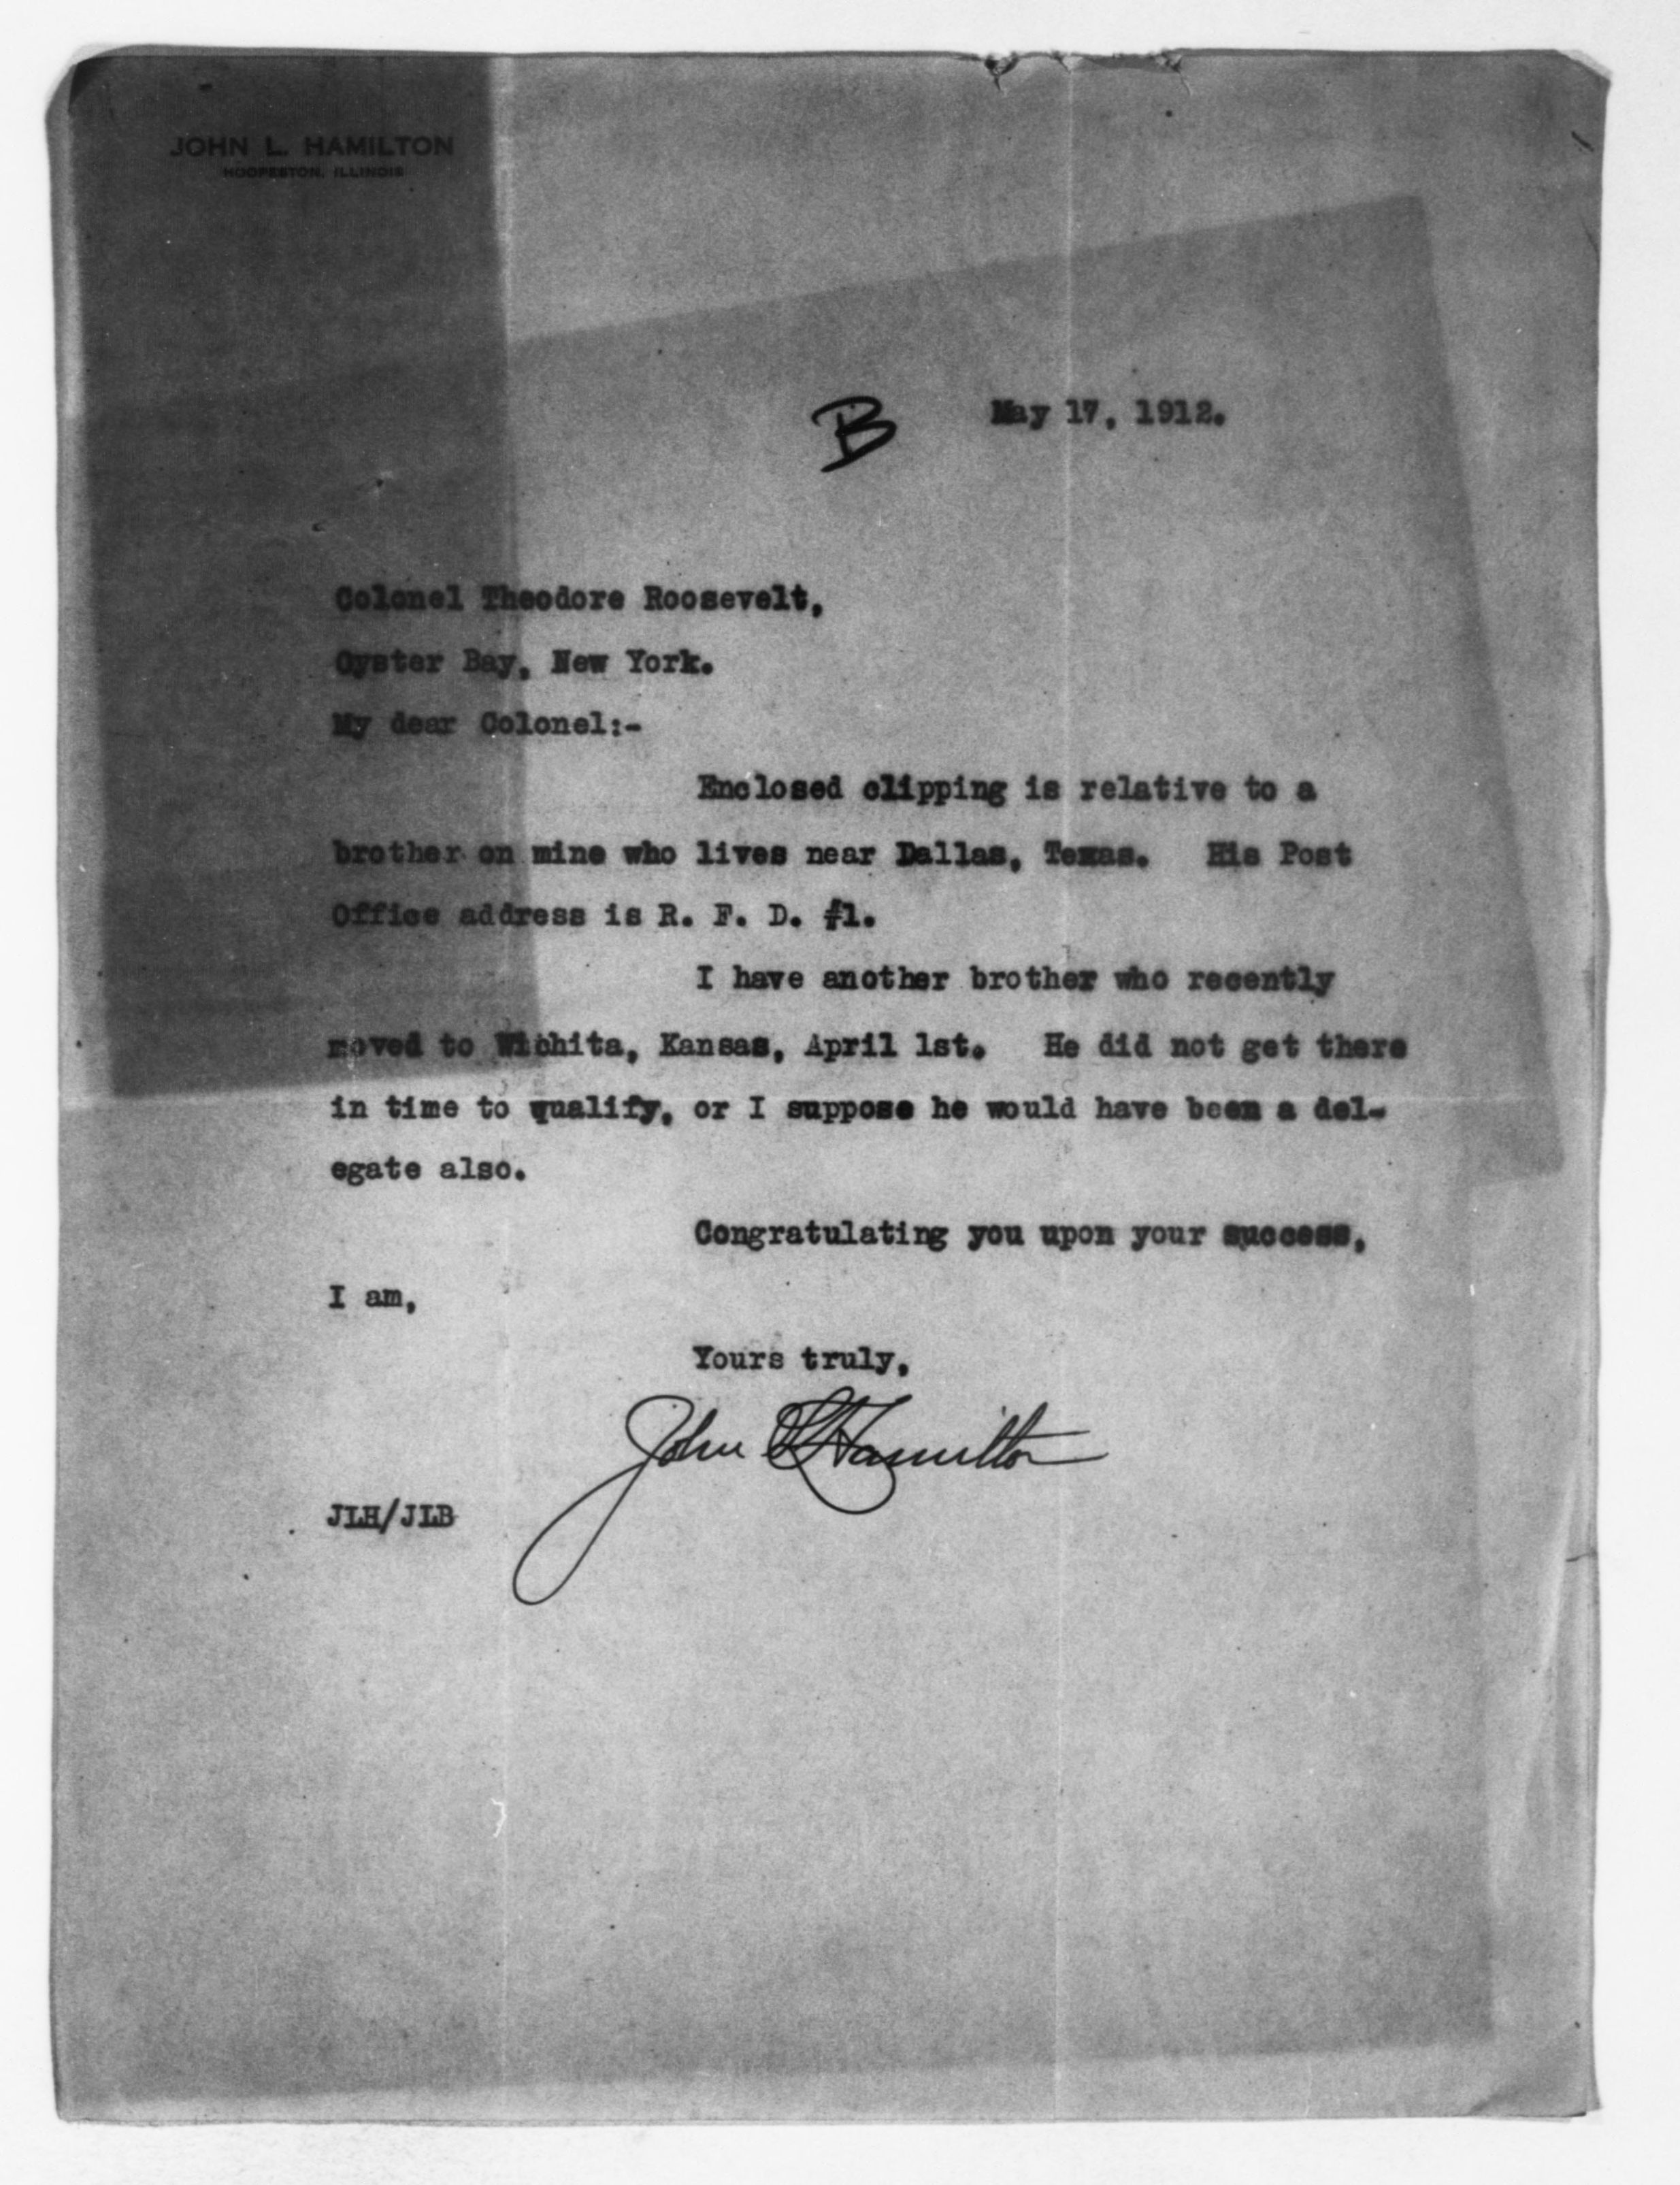 JOHN L. HAMILTON
HOOPESTON, ILLINOIS
B
May 17, 1912.
Colonel Theodore Roosevelt,
Oyster Bay, New York.
My dear Colonel:-
Enclosed clipping is relative to a
brother on mine who lives near Dallas, Texas. His Post
Office address is R. F. D. #1.
I have another brother who recently
moved to Wichita, Kansas, April 1st. He did not get there
in time to qualify, or I suppose he would have been a del-
egate also.
Congratulating you upon your success,
I am,
Yours truly,
John L Hamilton
JLH/JLB